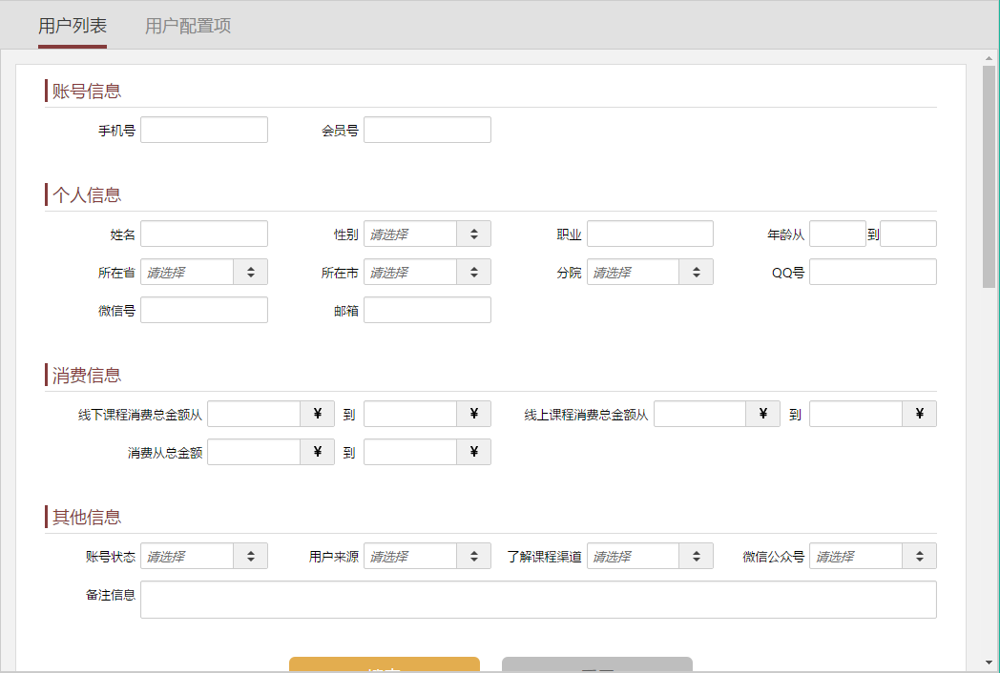 用户列表 用户配置项
账号信息
手机号 会员号
个人信息
姓名 性别 请选择 职业 年龄从 到
所在省 请选择 所在市 请选择 分院 请选择 QQ号
微信号 邮箱
消费信息
线下课程消费总金额从 ¥ 到 ¥ 线上课程消费总金额从 ¥ 到 ¥
消费从总金额 ¥ 到 ¥
其他信息
账号状态 请选择 用户来源 请选择 了解课程渠道 请选择 微信公众号 请选择
备注信息